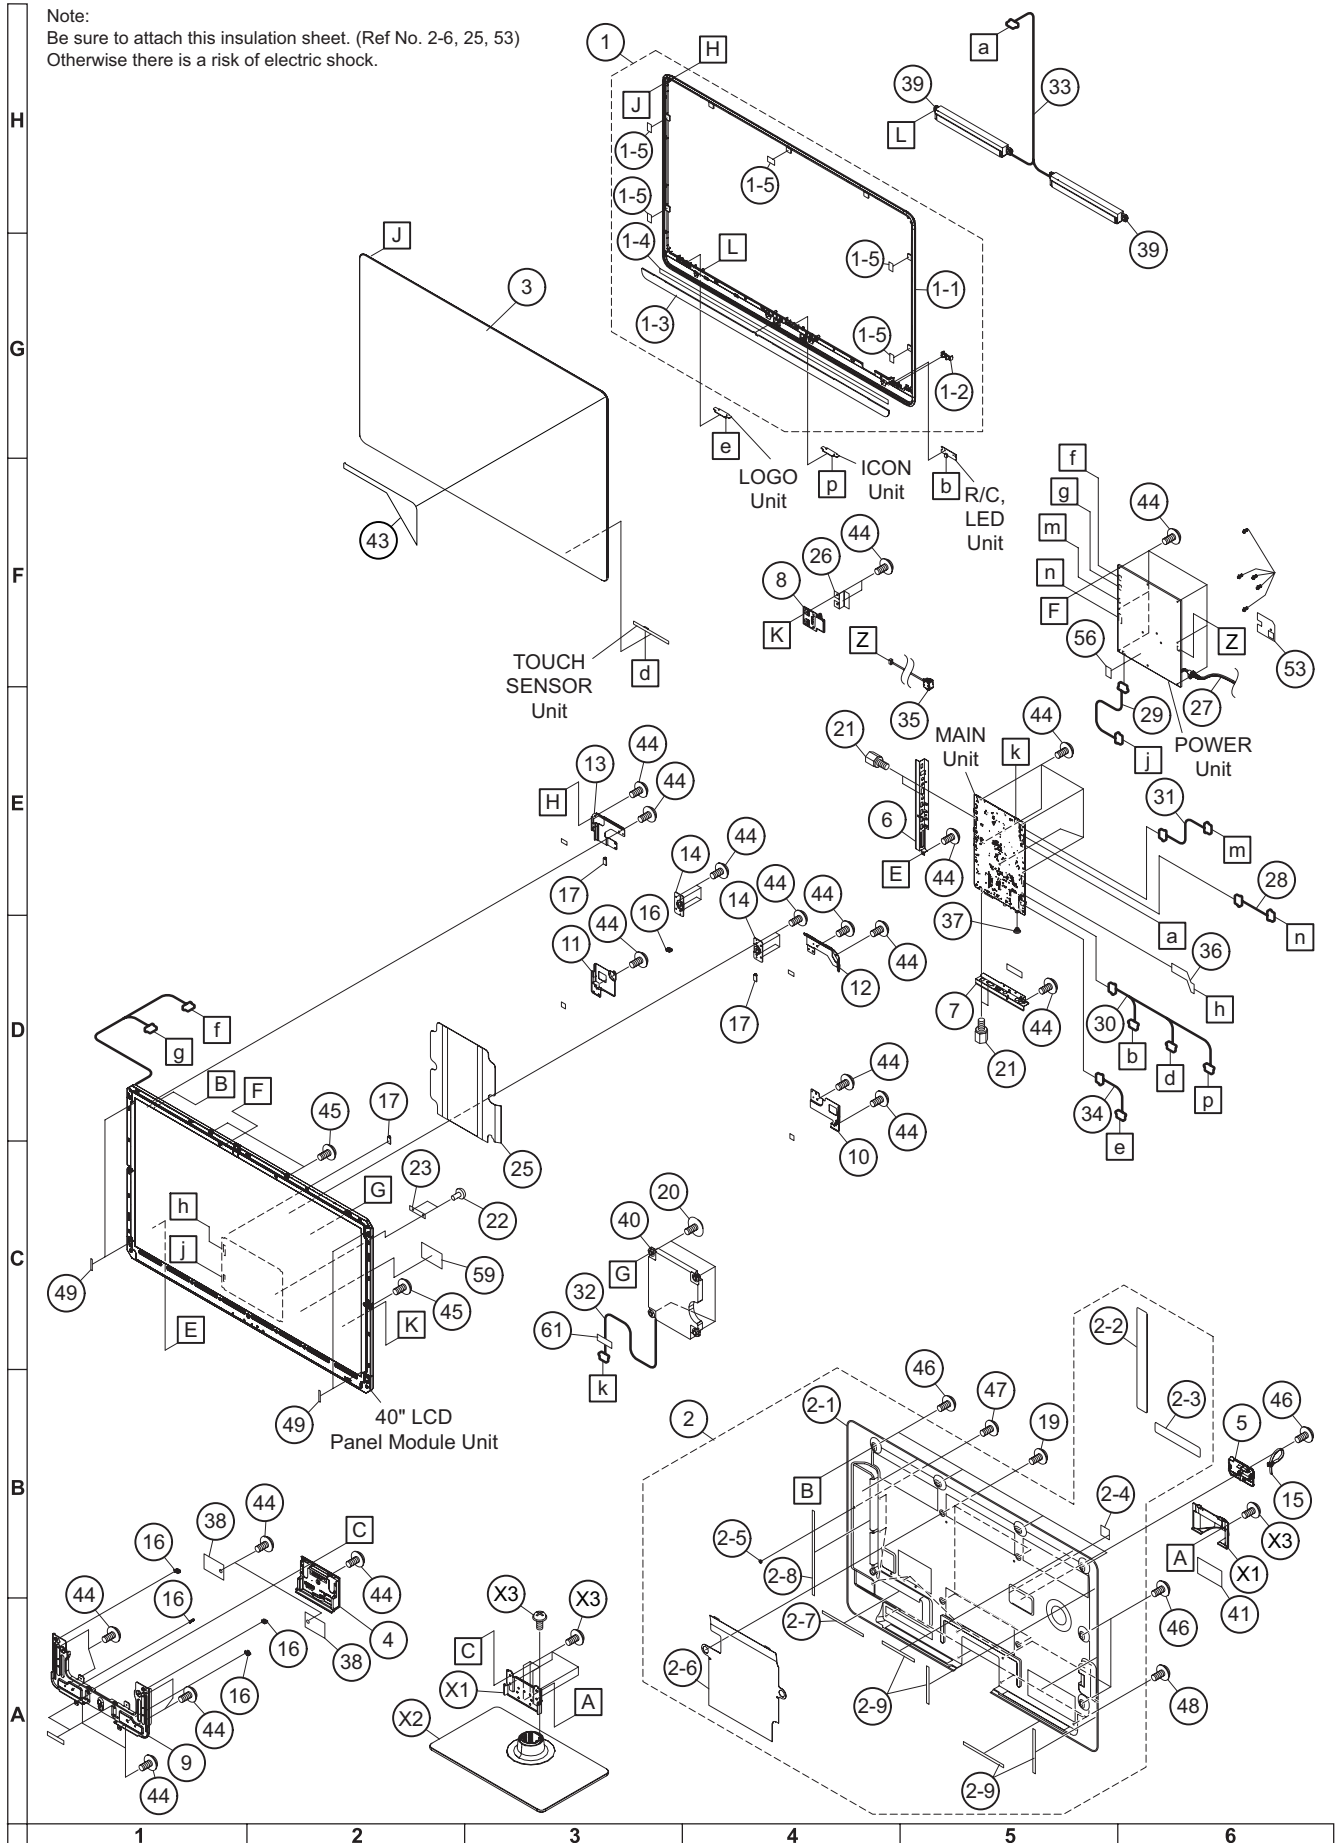 Note:
Be sure to attach this insulation sheet. (Ref No. 2-6, 25, 53)
Otherwise there is a risk of electric shock.
H
1
H
a
39
33
J
L
1-5
1-5
1-5
39
J
1-4
L
1-5
1-1
3
1-3
1-5
G
1-2
e
LOGO
Unit
p
ICON
Unit
b
R/C,
LED
Unit
f
g
44
m
43
F
26
44
8
n
F
K
Z
56
Z
53
TOUCH
SENSOR
Unit
d
35
29
27
21
MAIN
Unit
k
44
j
POWER
Unit
13
44
44
H
E
6
31
m
14
44
E
44
17
44
16
14
44
44
28
37
a
n
11
12
44
36
D
17
7
44
30
h
f
g
21
b
d
p
B
F
44
45
17
34
e
25
10
44
23
22
G
20
40
h
C
j
59
G
49
45
32
E
K
61
2-2
k
46
47
2-3
49
40" LCD
Panel Module Unit
2
2-1
19
5
46
B
38
44
C
B
2-4
15
16
2-5
X3
44
44
2-8
A
X1
16
X3
X3
41
16
38
4
2-7
46
C
2-6
16
X1
A
2-9
A
44
X2
48
9
44
2-9
1
2
3
4
5
6